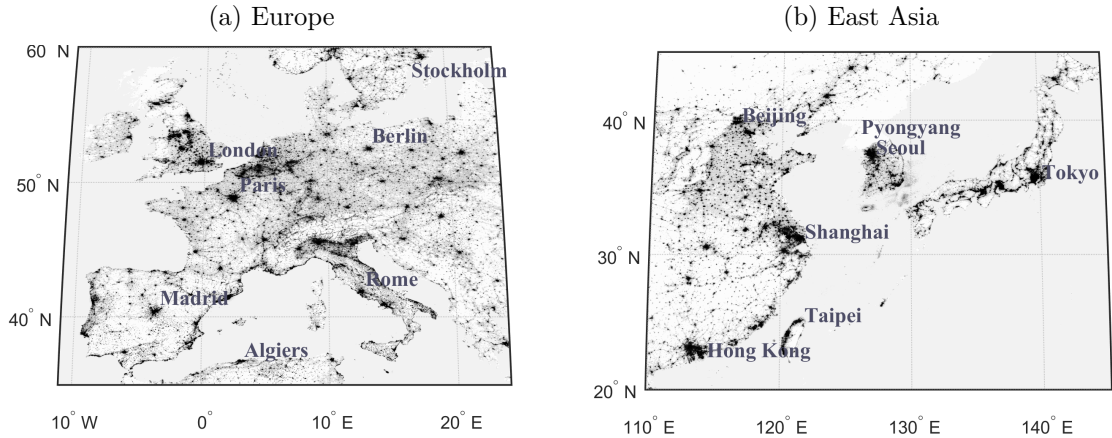 (a) Europe
60 N
Stockholm
Berlin
London
50° N
Paris
Rome
Madrid
40° N
Algiers
10° W
0°
10° E
20° E
(b) East Asia
40° N
Beijing
Pyongyang
Seoul
Tokyo
Shanghai
30° N
Taipei
Hong Kong
20° N
110° E
120° E
130° E
140° E